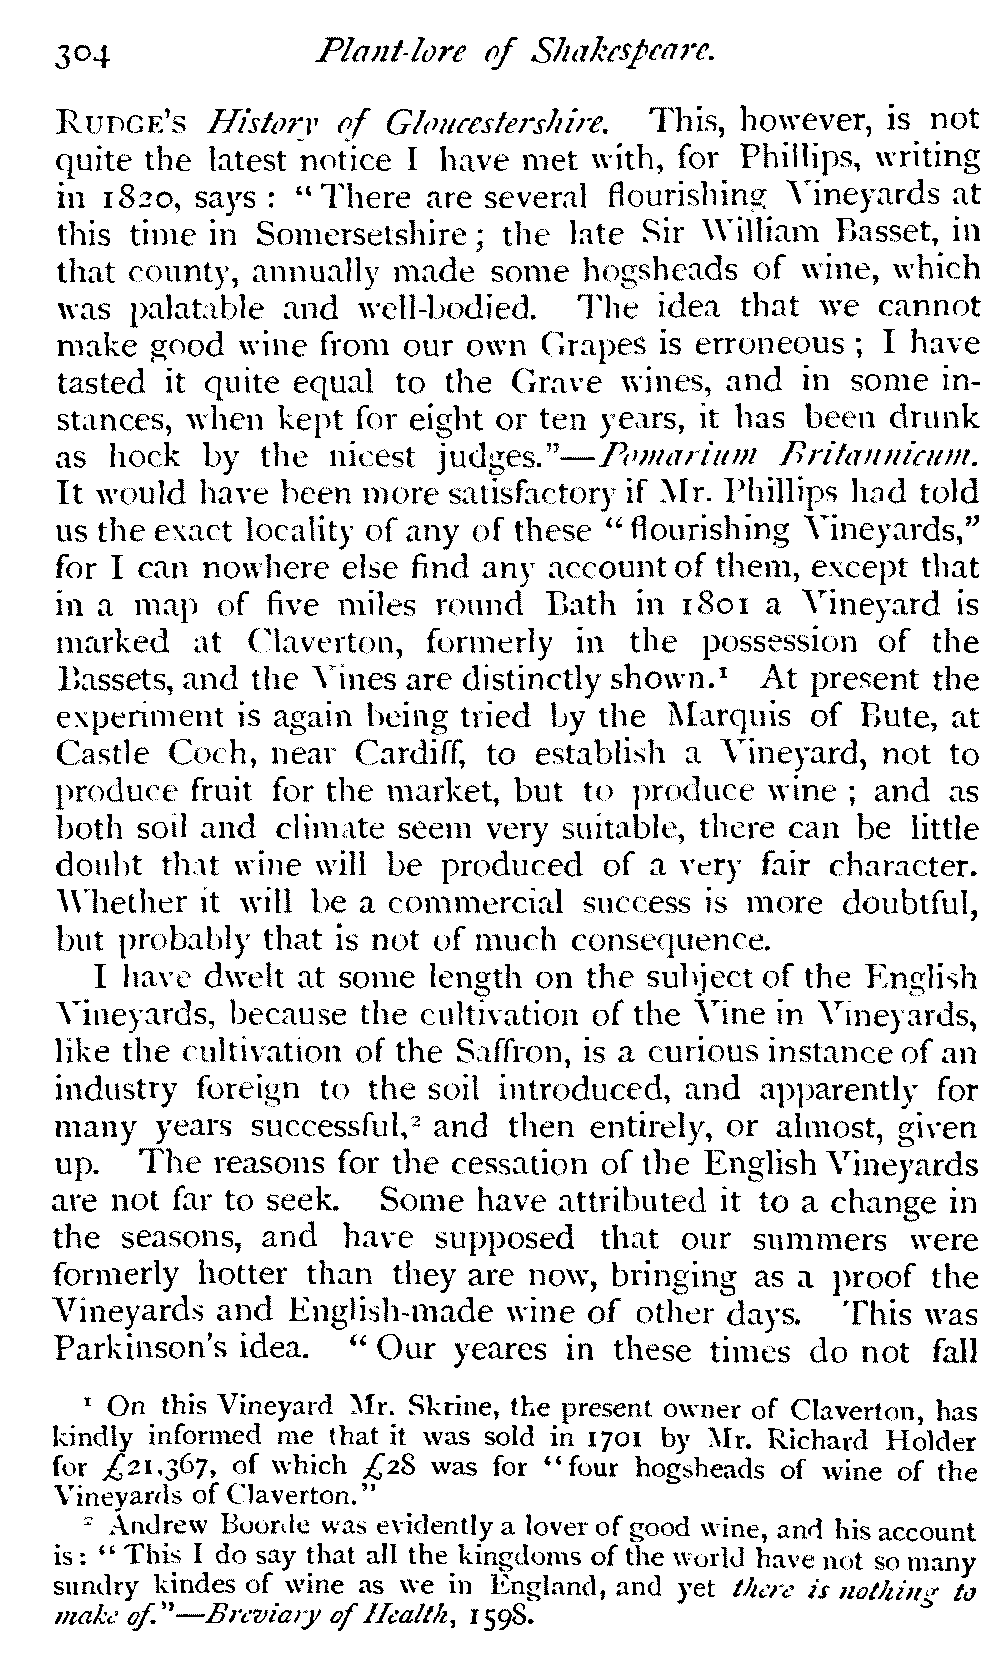 304 Plant-lore of Shakespeare.
RUDGE'S History of Gloucestershire. This, however, is not
quite the latest notice I have met with, for Phillips, writing
in 1820, says : “ There are several flourishing Vineyards at
this time in Somersetshire ; the late Sir William Basset, in
that county, annually made some hogsheads of wine, which
was palatable and well-bodied. The idea that we cannot
make good wine from our own Grapes is erroneous ; I have
tasted it quite equal to the Grave wines, and in some in-
stances, when kept for eight or ten years, it has been drunk
as hock by the nicest judges.”—Pomarium Britannicum.
It would have been more satisfactory if Mr. Phillips had told
us the exact locality of any of these “ flourishing Vineyards,”
for I can nowhere else find any account of them, except that
in a map of five miles round Bath in 1801 a Vineyard is
marked at Claverton, formerly in the possession of the
Bassets, and the Vines are distinctly shown.¹ At present the
experiment is again being tried by the Marquis of Bute, at
Castle Coch, near Cardiff, to establish a Vineyard, not to
produce fruit for the market, but to produce wine ; and as
both soil and climate seem very suitable, there can be little
doubt that wine will be produced of a very fair character.
Whether it will be a commercial success is more doubtful,
but probably that is not of much consequence.
I have dwelt at some length on the subject of the English
Vineyards, because the cultivation of the Vine in Vineyards,
like the cultivation of the Saffron, is a curious instance of an
industry foreign to the soil introduced, and apparently for
many years successful,² and then entirely, or almost, given
up. The reasons for the cessation of the English Vineyards
are not far to seek. Some have attributed it to a change in
the seasons, and have supposed that our summers were
formerly hotter than they are now, bringing as a proof the
Vineyards and English-made wine of other days. This was
Parkinson's idea. “ Our yeares in these times do not fall
¹ On this Vineyard Mr. Skrine, the present owner of Claverton, has
kindly informed me that it was sold in 1701 by Mr. Richard Holder
for £21,367, of which £28 was for “four hogsheads of wine of the
Vineyards of Claverton.”
² Andrew Boorde was evidently a lover of good wine, and his account
is : “ This I do say that all the kingdoms of the world have not so many
sundry kindes of wine as we in England, and yet there is nothing to
make of.”—Breviary of Health, 1598.